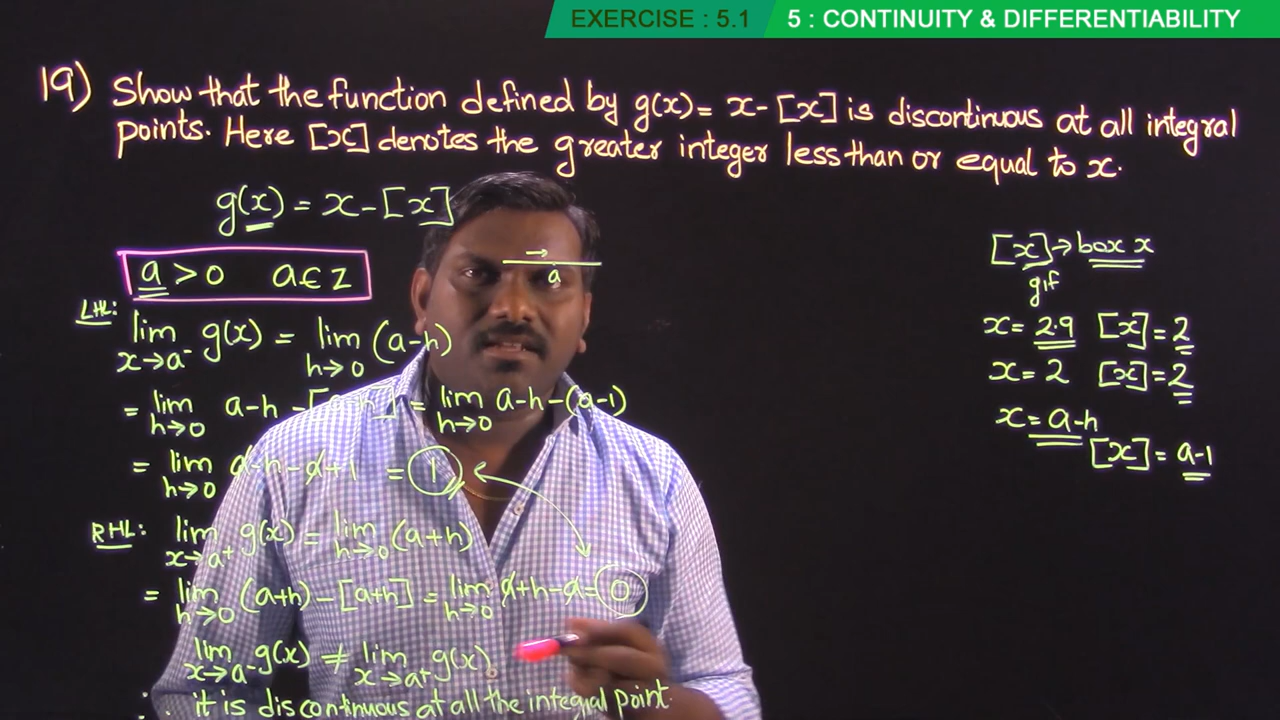 EXERCISE : 5.1
5 : CONTINUITY & DIFFERENTIABILITY
19) Show that the function defined by g(x) = x - [x] is discontinuous at all integral
points. Here [x] denotes the greater integer less than or equal to x.
g(x) = x - [x]
a > 0 a ∈ z
a
LHL:
lim x→a⁻ g(x) = lim h→0 (a-h)
= lim h→0 a-h - [a-h] = lim h→0 a-h-(a-1)
= lim h→0 a-h-a+1 = 1
RHL: lim x→a⁺ g(x) = lim h→0 (a+h)
= lim h→0 (a+h) - [a+h] = lim h→0 a+h-a = 0
lim x→a⁻ g(x) ≠ lim x→a⁺ g(x)
∴ it is discontinuous at all the integral point.
[x] → box x
gif
x = 2.9 [x] = 2
x = 2 [x] = 2
x = a-h
[x] = a-1